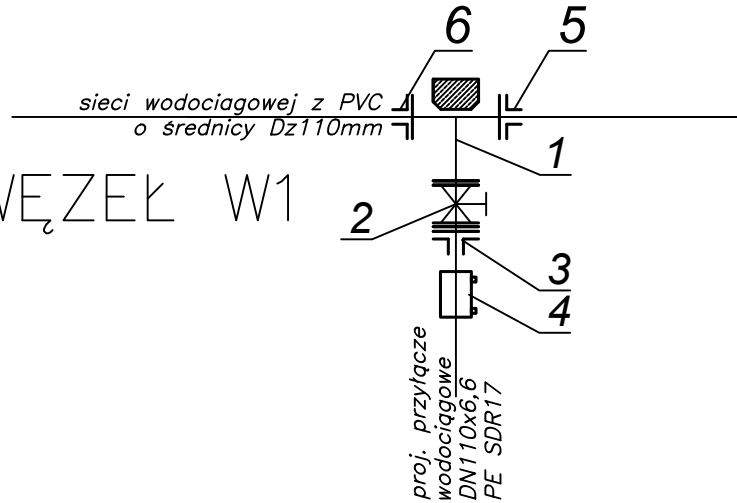 6
5
sieci wodociagowej z PVC
o średnicy Dz110mm
1
WĘZEŁ W1
2
3
4
proj. przyłącze
wodociągowe
DN110x6,6
PE SDR17